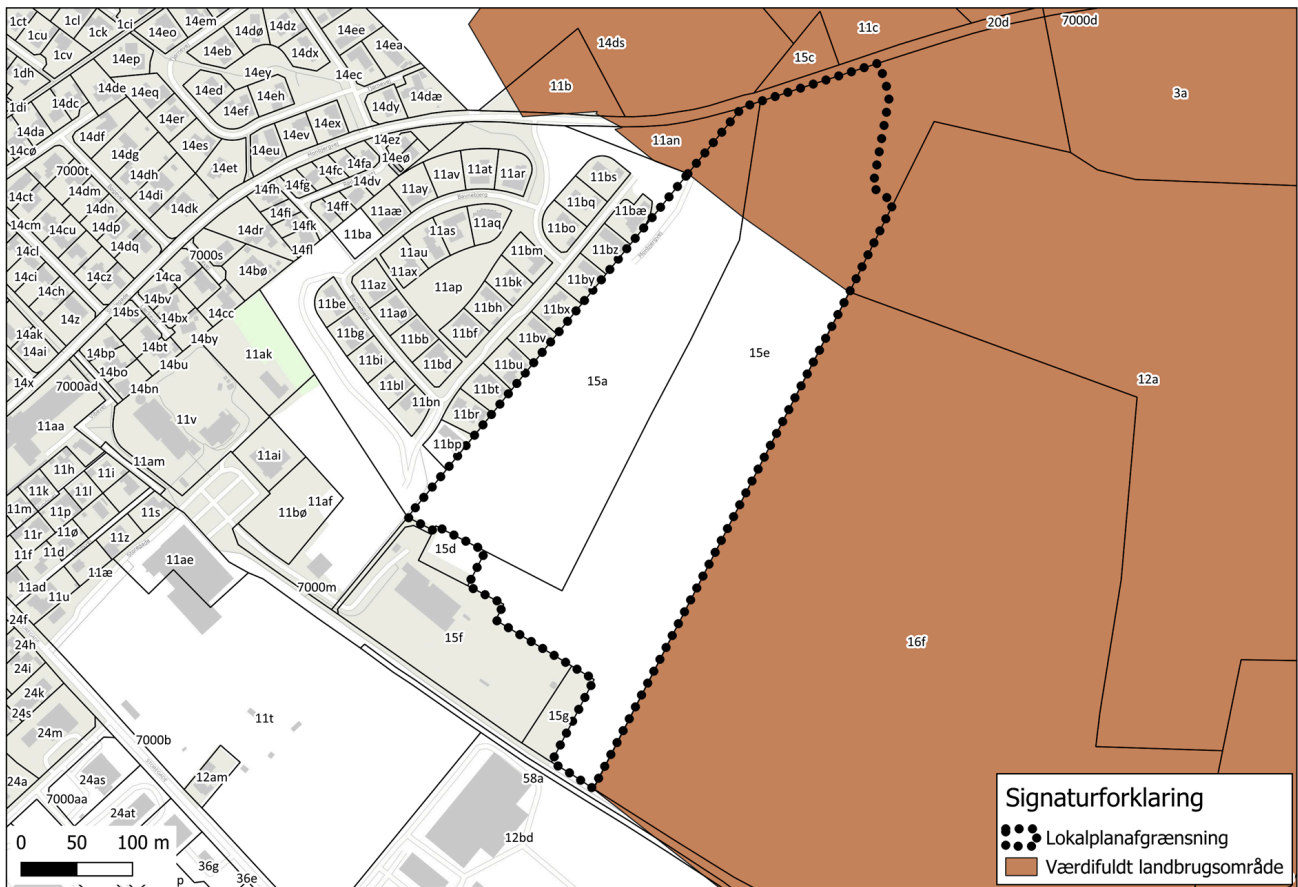 1ct
1cl
1ci
14em
14dz
14ee
1cu
1ck
14eo
14dø
14ea
1cv
14ep
14eb
14dx
1dh
14ey
14ec
14de
14eq
14ed
14eh
14dæ
1di
14dc
14er
14ef
14dy
14da
14df
14ev
14ex
14ez
14cø
14dg
14es
14eu
14fa
14eø
7000t
14dh
14et
14fc
14dv
14ct
14dm
14di
14fh
14fg
14dn
14dk
14ff
14cm
14cu
14dp
14fi
14fk
14cl
14dq
14dr
14fl
14ci
14cz
14ca
7000s
14bø
14ch
14bv
14z
14bs
14bx
14cc
14ak
14by
14ai
14bp
14bt
14bu
14x
14bo
7000ad
14bn
11c
20d
7000d
14ds
15c
11b
3a
11an
11av
11at
11ar
11bs
11ay
11bq
11aæ
11bæ
11ba
11as
11aq
11bo
11au
11bm
11bz
11ax
11az
11ap
11bk
11by
11be
11aø
11bh
11bx
11bg
11bb
11bf
11bv
11ak
11bi
11bd
11bu
11bl
11bt
11bn
11br
11bp
Hornbjergvej
15a
15e
12a
11aa
11v
11h
11i
11am
11ai
11k
11l
11af
11m
11p
11s
11bø
11r
11ø
11z
11f
11d
11ae
11æ
11ad
11u
7000m
15d
15f
16f
15g
24f
24h
24i
24k
24s
24m
11t
7000b
12am
58a
24a
24as
7000aa
24at
12bd
36g
36e
p
0 50 100 m
Signaturforklaring
Lokalplanafgrænsning
Værdifuldt landbrugsområde